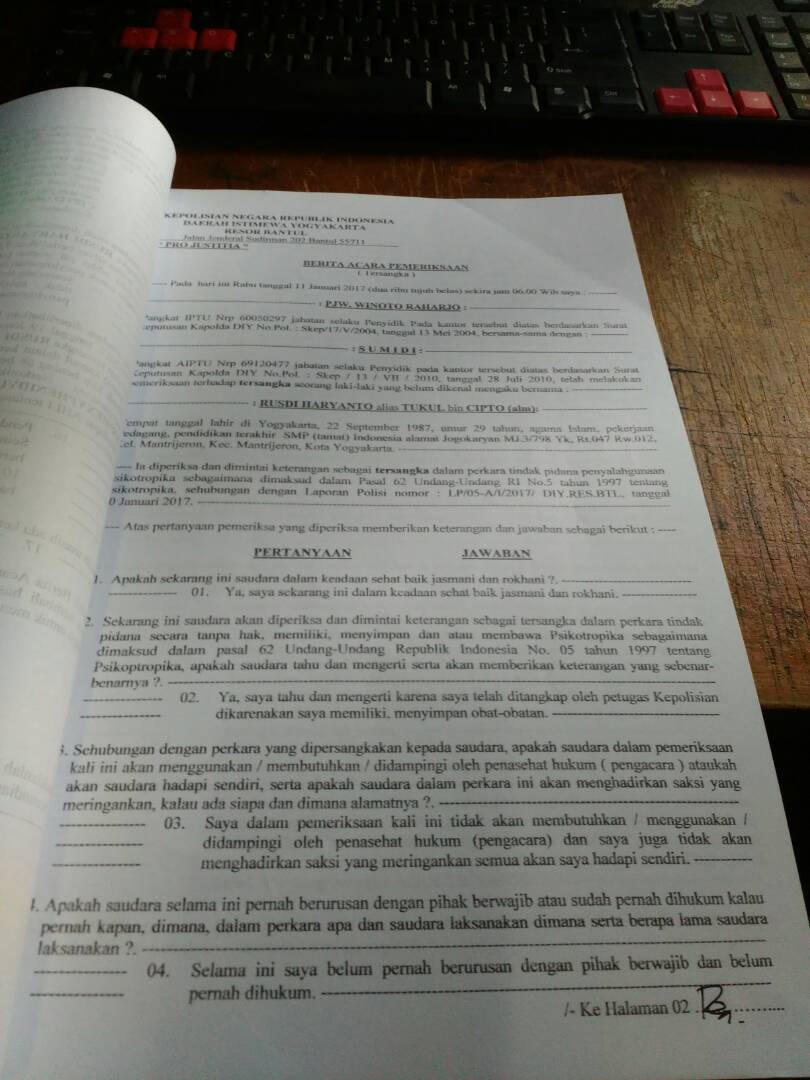 KEPOLISIAN NEGARA REPUBLIK INDONESIA
DAERAH ISTIMEWA YOGYAKARTA
RESOR BANTUL
Jalan Jenderal Sudirman 202 Bantul 55711
" PRO JUSTITIA "
BERITA ACARA PEMERIKSAAN
( Tersangka )
---- Pada hari ini Rabu tanggal 11 Januari 2017 (dua ribu tujuh belas) sekira jam 06.00 Wib saya : --------
: PJW. WINOTO RAHARJO :
Pangkat IPTU Nrp 60050297 jabatan selaku Penyidik Pada kantor tersebut diatas berdasarkan Surat
Keputusan Kapolda DIY No.Pol. : Skep/17/V/2004, tanggal 13 Mei 2004, bersama-sama dengan : --------
: S U M I D I :
Pangkat AIPTU Nrp 69120477 jabatan selaku Penyidik pada kantor tersebut diatas berdasarkan Surat
Keputusan Kapolda DIY No.Pol. : Skep / 13 / VII / 2010, tanggal 28 Juli 2010, telah melakukan
pemeriksaan terhadap tersangka seorang laki-laki yang belum dikenal mengaku bernama : --------
: RUSDI HARYANTO alias TUKUL bin CIPTO (alm): --------
tempat tanggal lahir di Yogyakarta, 22 September 1987, umur 29 tahun, agama Islam, pekerjaan
pedagang, pendidikan terakhir SMP (tamat) Indonesia alamat Jogokaryan MJ.3/798 Yk, Rt.047 Rw.012,
Kel. Mantrijeron, Kec. Mantrijeron, Kota Yogyakarta. --------
---- Ia diperiksa dan dimintai keterangan sebagai tersangka dalam perkara tindak pidana penyalahgunaan
sikotropika sebagaimana dimaksud dalam Pasal 62 Undang-Undang RI No.5 tahun 1997 tentang
sikotropika, sehubungan dengan Laporan Polisi nomor : LP/05-A/I/2017/ DIY.RES.BTL, tanggal
0 Januari 2017. --------
---- Atas pertanyaan pemeriksa yang diperiksa memberikan keterangan dan jawaban sebagai berikut : ----
PERTANYAAN JAWABAN
1. Apakah sekarang ini saudara dalam keadaan sehat baik jasmani dan rokhani ?. --------
-------- 01. Ya, saya sekarang ini dalam keadaan sehat baik jasmani dan rokhani. --------
2. Sekarang ini saudara akan diperiksa dan dimintai keterangan sebagai tersangka dalam perkara tindak
pidana secara tanpa hak, memiliki, menyimpan dan atau membawa Psikotropika sebagaimana
dimaksud dalam pasal 62 Undang-Undang Republik Indonesia No. 05 tahun 1997 tentang
Psikoptropika, apakah saudara tahu dan mengerti serta akan memberikan keterangan yang sebenar-
benarnya ?. --------
-------- 02. Ya, saya tahu dan mengerti karena saya telah ditangkap oleh petugas Kepolisian
-------- dikarenakan saya memiliki, menyimpan obat-obatan. --------
3. Sehubungan dengan perkara yang dipersangkakan kepada saudara, apakah saudara dalam pemeriksaan
kali ini akan menggunakan / membutuhkan / didampingi oleh penasehat hukum ( pengacara ) ataukah
akan saudara hadapi sendiri, serta apakah saudara dalam perkara ini akan menghadirkan saksi yang
meringankan, kalau ada siapa dan dimana alamatnya ?. --------
-------- 03. Saya dalam pemeriksaan kali ini tidak akan membutuhkan / menggunakan /
-------- didampingi oleh penasehat hukum (pengacara) dan saya juga tidak akan
-------- menghadirkan saksi yang meringankan semua akan saya hadapi sendiri. --------
4. Apakah saudara selama ini pernah berurusan dengan pihak berwajib atau sudah pernah dihukum kalau
pernah kapan, dimana, dalam perkara apa dan saudara laksanakan dimana serta berapa lama saudara
laksanakan ?. --------
-------- 04. Selama ini saya belum pernah berurusan dengan pihak berwajib dan belum
-------- pernah dihukum. --------
/- Ke Halaman 02 ............